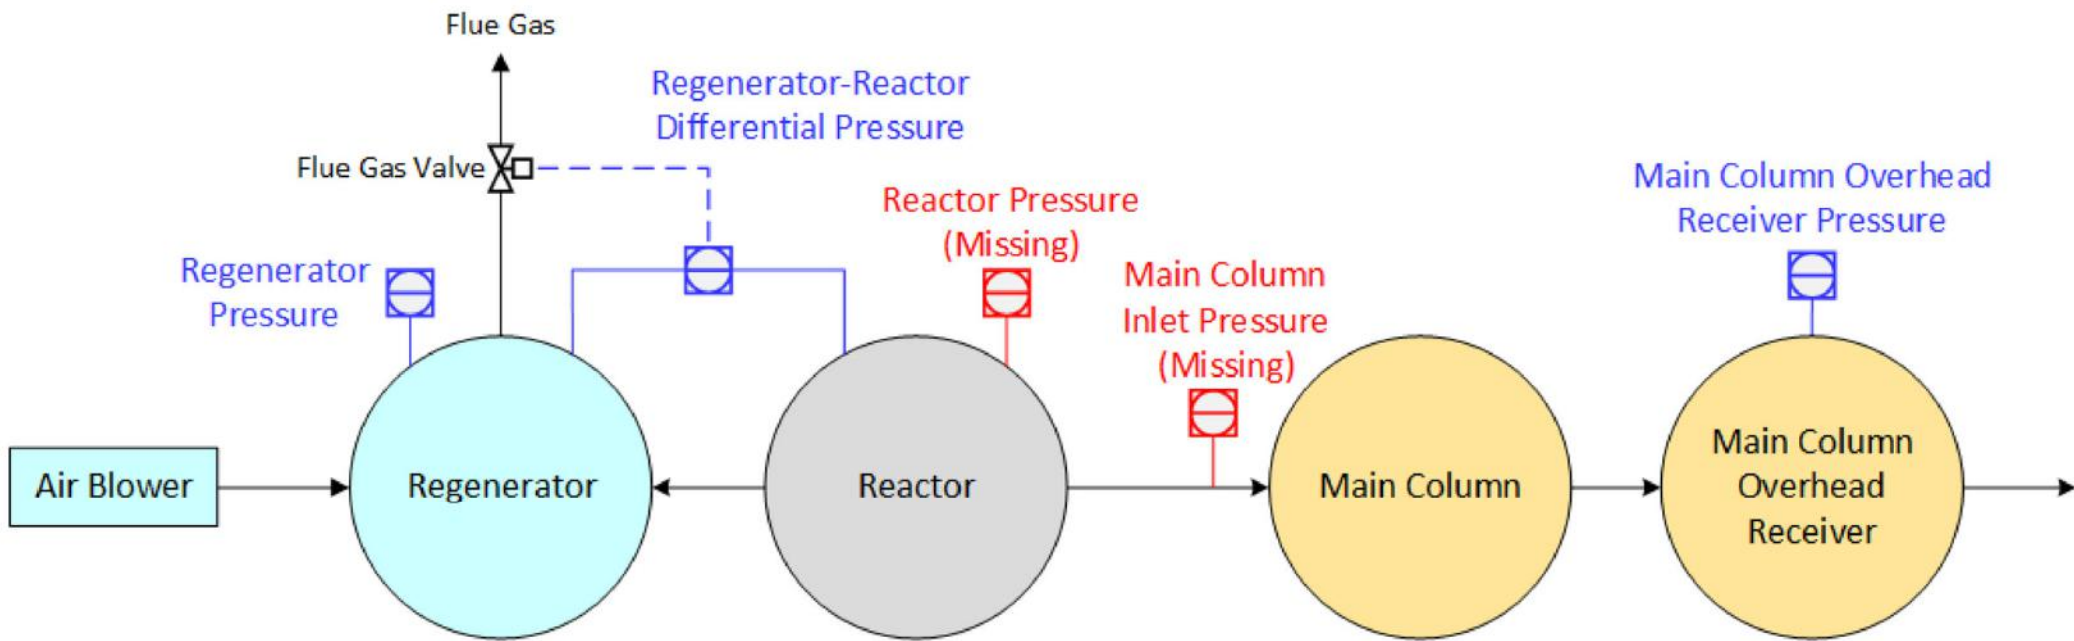 Flue Gas
Regenerator-Reactor
Differential Pressure
Flue Gas Valve
Reactor Pressure
(Missing)
Main Column Overhead
Receiver Pressure
Regenerator
Pressure
Main Column
Inlet Pressure
(Missing)
Air Blower
Regenerator
Reactor
Main Column
Main Column
Overhead
Receiver